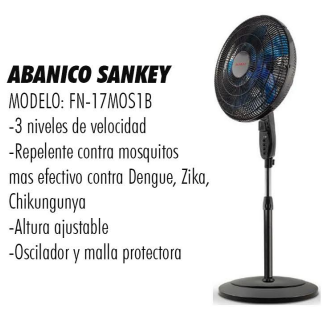 ABANICO SANKEY
MODELO: FN-17MOS1B
-3 niveles de velocidad
-Repelente contra mosquitos
mas efectivo contra Dengue, Zika,
Chikungunya
-Altura ajustable
-Oscilador y malla protectora